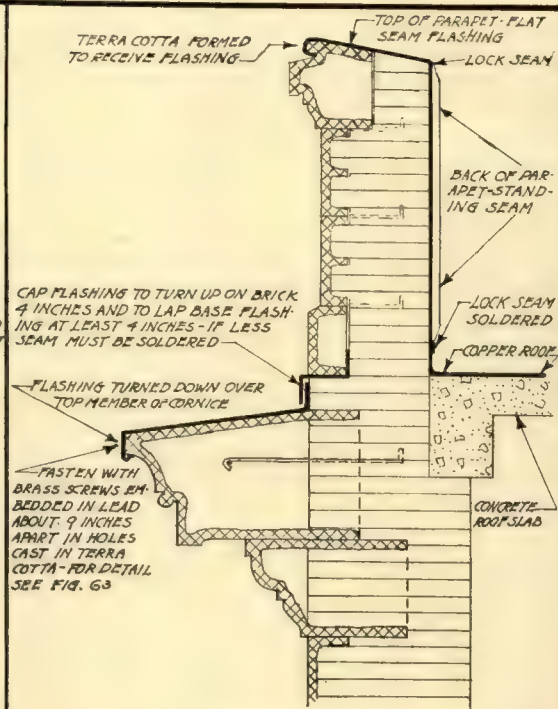 TOP OF PARAPET-FLAT
SEAM FLASHING
TERRA COTTA FORMED
TO RECEIVE FLASHING
LOCK SEAM
BACK OF PAR-
APET-STAND-
ING SEAM
CAP FLASHING TO TURN UP ON BRICK
4 INCHES AND TO LAP BASE FLASH-
ING AT LEAST 4 INCHES-IF LESS
SEAM MUST BE SOLDERED
LOCK SEAM
SOLDERED
COPPER ROOF
FLASHING TURNED DOWN OVER
TOP MEMBER OF CORNICE
FASTEN WITH
BRASS SCREWS EM-
BEDDED IN LEAD
ABOUT 9 INCHES
APART IN HOLES
CAST IN TERRA
COTTA-FOR DETAIL
SEE FIG. 63
CONCRETE
ROOF SLAB